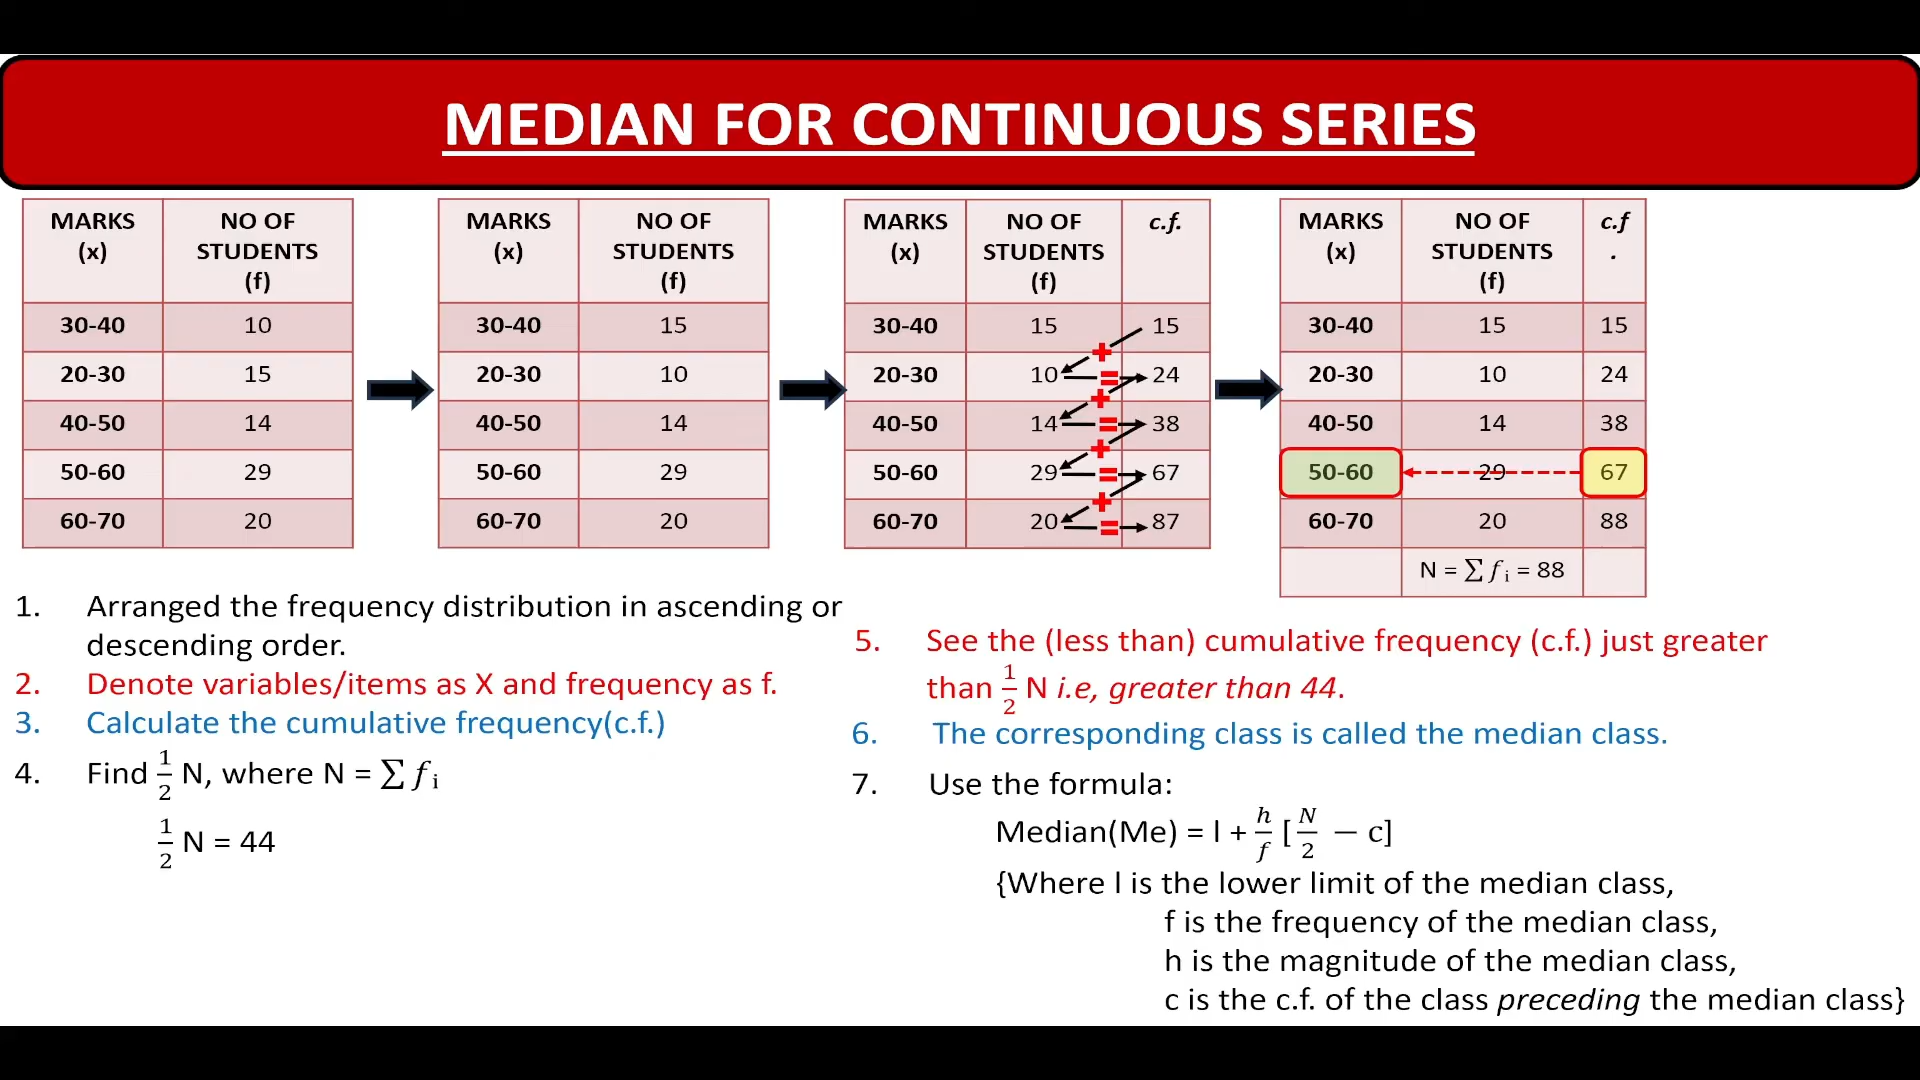 MEDIAN FOR CONTINUOUS SERIES
MARKS (x) NO OF STUDENTS (f)
30-40 10
20-30 15
40-50 14
50-60 29
60-70 20
MARKS (x) NO OF STUDENTS (f)
30-40 15
20-30 10
40-50 14
50-60 29
60-70 20
MARKS (x) NO OF STUDENTS (f) c.f.
30-40 15 15
+
20-30 10 = 24
+
40-50 14 = 38
+
50-60 29 = 67
+
60-70 20 = 87
MARKS (x) NO OF STUDENTS (f) c.f.
30-40 15 15
20-30 10 24
40-50 14 38
50-60 29 67
60-70 20 88
N = ∑ fi = 88
1. Arranged the frequency distribution in ascending or
descending order.
2. Denote variables/items as X and frequency as f.
3. Calculate the cumulative frequency(c.f.)
4. Find 1/2 N, where N = ∑ fi
1/2 N = 44
5. See the (less than) cumulative frequency (c.f.) just greater
than 1/2 N i.e, greater than 44.
6. The corresponding class is called the median class.
7. Use the formula:
Median(Me) = l + h/f [N/2 − c]
{Where l is the lower limit of the median class,
f is the frequency of the median class,
h is the magnitude of the median class,
c is the c.f. of the class preceding the median class}